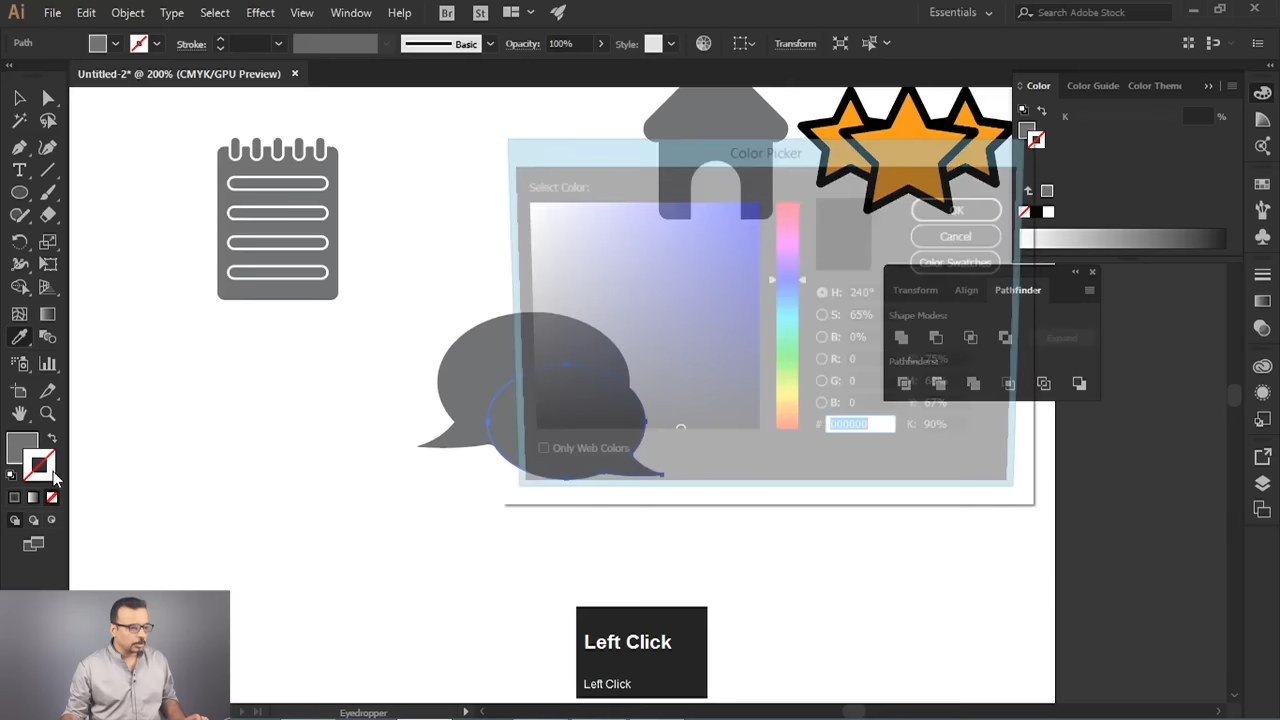 Ai File Edit Object Type Select Effect View Window Help Br St Essentials Search Adobe Stock
Path Stroke: Basic Opacity: 100% Style: Transform
Untitled-2* @ 200% (CMYK/GPU Preview) ×
Color Color Guide Color Theme
K %
Color Picker
Select Color:
OK
Cancel
Color Swatches
H: 240°
S: 65%
B: 0%
R: 0
G: 0
B: 0
# 000000
K: 90%
67%
Only Web Colors
Transform Align Pathfinder
Shape Modes:
Expand
Pathfinders:
Left Click
Left Click
Eyedropper